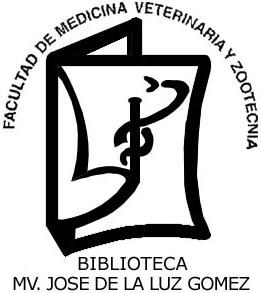 FACULTAD DE MEDICINA VETERINARIA Y ZOOTECNIA
BIBLIOTECA
MV. JOSE DE LA LUZ GOMEZ